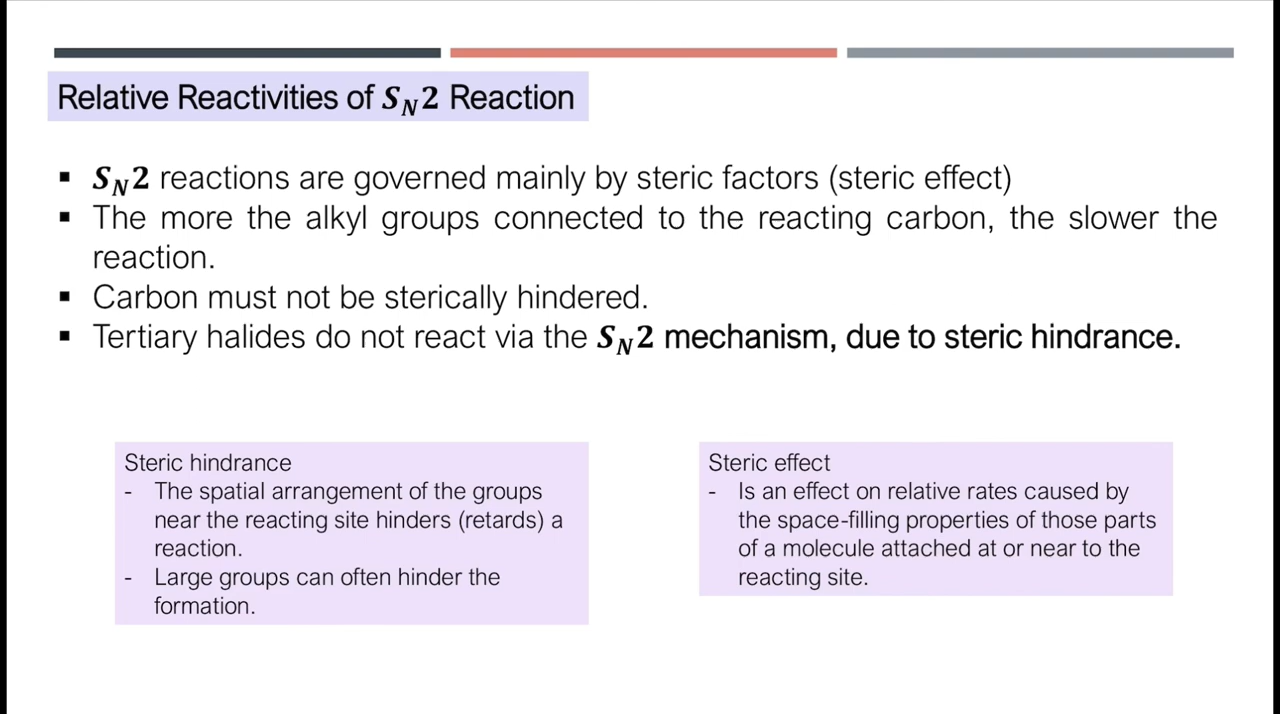 Relative Reactivities of S_N2 Reaction
▪ S_N2 reactions are governed mainly by steric factors (steric effect)
▪ The more the alkyl groups connected to the reacting carbon, the slower the
reaction.
▪ Carbon must not be sterically hindered.
▪ Tertiary halides do not react via the S_N2 mechanism, due to steric hindrance.
Steric hindrance
- The spatial arrangement of the groups
near the reacting site hinders (retards) a
reaction.
- Large groups can often hinder the
formation.
Steric effect
- Is an effect on relative rates caused by
the space-filling properties of those parts
of a molecule attached at or near to the
reacting site.